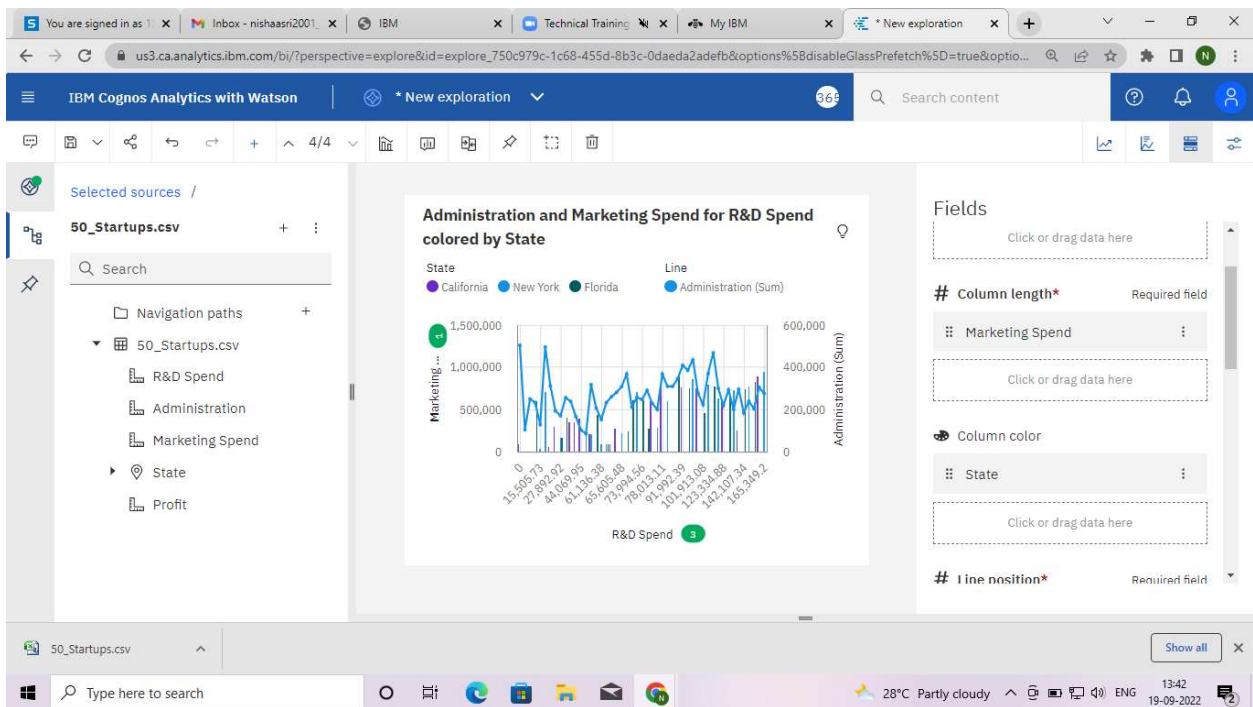 You are signed in as 1
Inbox - nishaasri2001_
IBM
Technical Training
My IBM
* New exploration
us3.ca.analytics.ibm.com/bi/?perspective=explore&id=explore_750c979c-1c68-455d-8b3c-0daeda2adefb&options%5BdisableGlassPrefetch%5D=true&optio...
N
IBM Cognos Analytics with Watson
* New exploration
365
Search content
4/4
Selected sources /
50_Startups.csv
Search
Navigation paths
50_Startups.csv
R&D Spend
Administration
Marketing Spend
State
Profit
Administration and Marketing Spend for R&D Spend
colored by State
State
California
New York
Florida
Line
Administration (Sum)
Marketing ...
1,500,000
1,000,000
500,000
0
600,000
400,000
200,000
0
Administration (Sum)
0
15,505.73
27,892.92
44,069.95
61,136.38
65,605.48
73,994.56
78,013.11
91,992.39
101,913.08
123,334.88
142,107.34
165,349.2
R&D Spend
3
Fields
Click or drag data here
# Column length*
Required field
Marketing Spend
Click or drag data here
Column color
State
Click or drag data here
# Line position*
Required field
50_Startups.csv
Show all
Type here to search
28°C Partly cloudy
ENG
13:42
19-09-2022
2